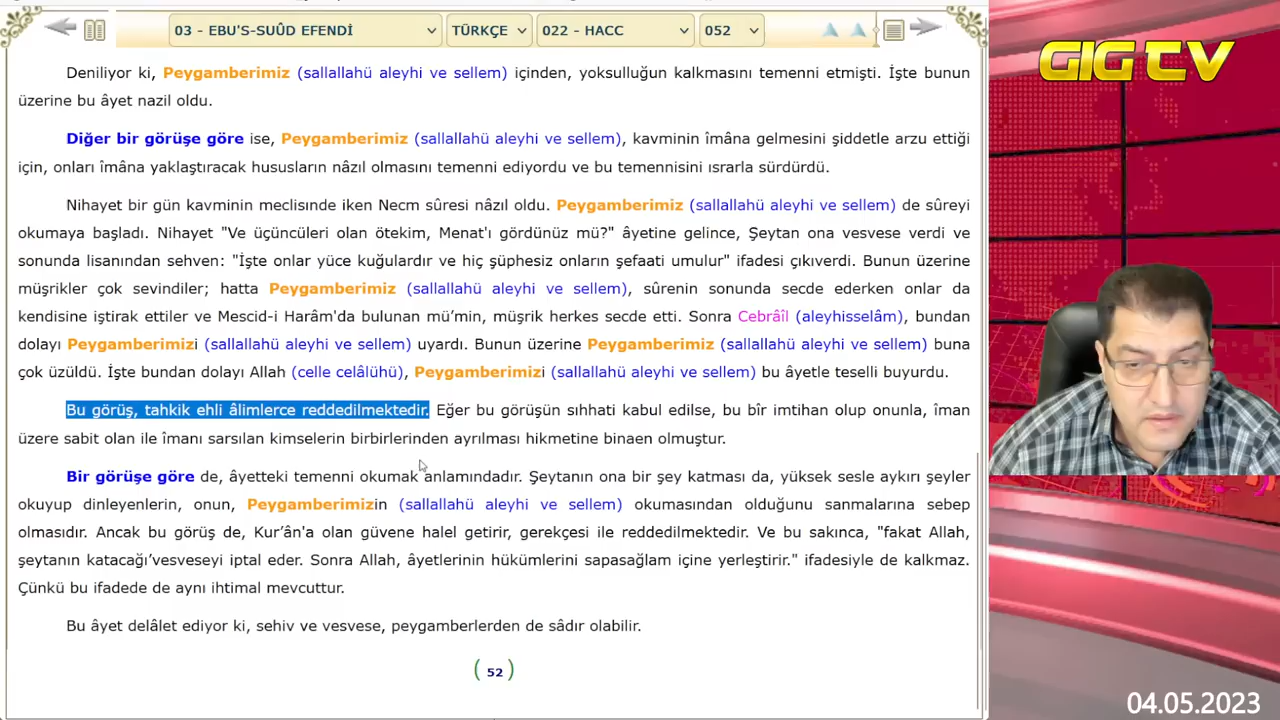 03 - EBU'S-SUÛD EFENDİ TÜRKÇE 022 - HACC 052
GIG TV
Deniliyor ki, Peygamberimiz (sallallahü aleyhi ve sellem) içinden, yoksulluğun kalkmasını temenni etmişti. İşte bunun
üzerine bu âyet nazil oldu.
Diğer bir görüşe göre ise, Peygamberimiz (sallallahü aleyhi ve sellem), kavminin îmâna gelmesini şiddetle arzu ettiği
için, onları îmâna yaklaştıracak hususların nâzıl olmasını temenni ediyordu ve bu temennisini ısrarla sürdürdü.
Nihayet bir gün kavminin meclisınde iken Necm sûresi nâzıl oldu. Peygamberimiz (sallallahü aleyhi ve sellem) de sûreyi
okumaya başladı. Nihayet "Ve üçüncüleri olan ötekim, Menat'ı gördünüz mü?" âyetine gelince, Şeytan ona vesvese verdi ve
sonunda lisanından sehven: "İşte onlar yüce kuğulardır ve hiç şüphesiz onların şefaati umulur" ifadesi çıkıverdi. Bunun üzerine
müşrikler çok sevindiler; hatta Peygamberimiz (sallallahü aleyhi ve sellem), sûrenin sonunda secde ederken onlar da
kendisine iştirak ettiler ve Mescid-i Harâm'da bulunan mü’min, müşrik herkes secde etti. Sonra Cebrâîl (aleyhisselâm), bundan
dolayı Peygamberimizi (sallallahü aleyhi ve sellem) uyardı. Bunun üzerine Peygamberimiz (sallallahü aleyhi ve sellem) buna
çok üzüldü. İşte bundan dolayı Allah (celle celâlühü), Peygamberimizi (sallallahü aleyhi ve sellem) bu âyetle teselli buyurdu.
Bu görüş, tahkik ehli âlimlerce reddedilmektedir. Eğer bu görüşün sıhhati kabul edilse, bu bîr imtihan olup onunla, îman
üzere sabit olan ile îmanı sarsılan kimselerin birbirlerinden ayrılması hikmetine binaen olmuştur.
Bir görüşe göre de, âyetteki temenni okumak anlamındadır. Şeytanın ona bir şey katması da, yüksek sesle aykırı şeyler
okuyup dinleyenlerin, onun, Peygamberimizin (sallallahü aleyhi ve sellem) okumasından olduğunu sanmalarına sebep
olmasıdır. Ancak bu görüş de, Kur’ân'a olan güvene halel getirir, gerekçesi ile reddedilmektedir. Ve bu sakınca, "fakat Allah,
şeytanın katacağı’vesveseyi iptal eder. Sonra Allah, âyetlerinin hükümlerini sapasağlam içine yerleştirir." ifadesiyle de kalkmaz.
Çünkü bu ifadede de aynı ihtimal mevcuttur.
Bu âyet delâlet ediyor ki, sehiv ve vesvese, peygamberlerden de sâdır olabilir.
( 52 )
04.05.2023